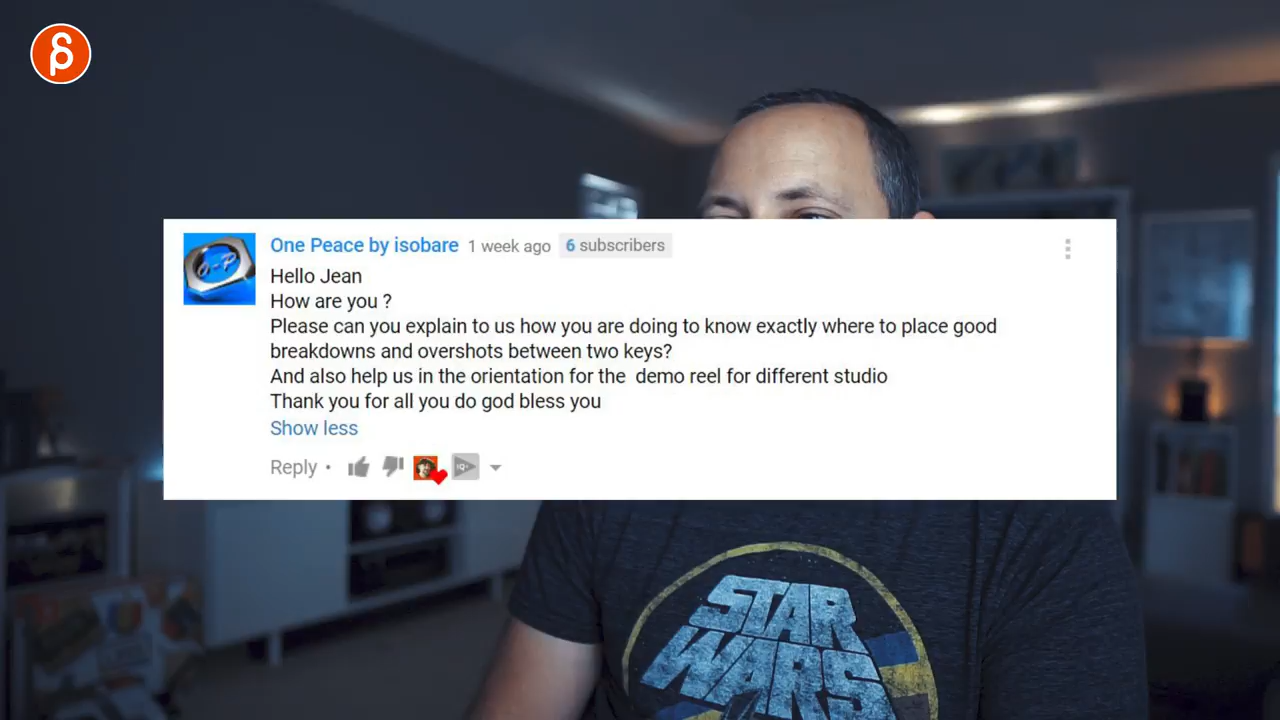 One Peace by isobare 1 week ago 6 subscribers
Hello Jean
How are you ?
Please can you explain to us how you are doing to know exactly where to place good
breakdowns and overshots between two keys?
And also help us in the orientation for the demo reel for different studio
Thank you for all you do god bless you
Show less
Reply •
STAR
WARS